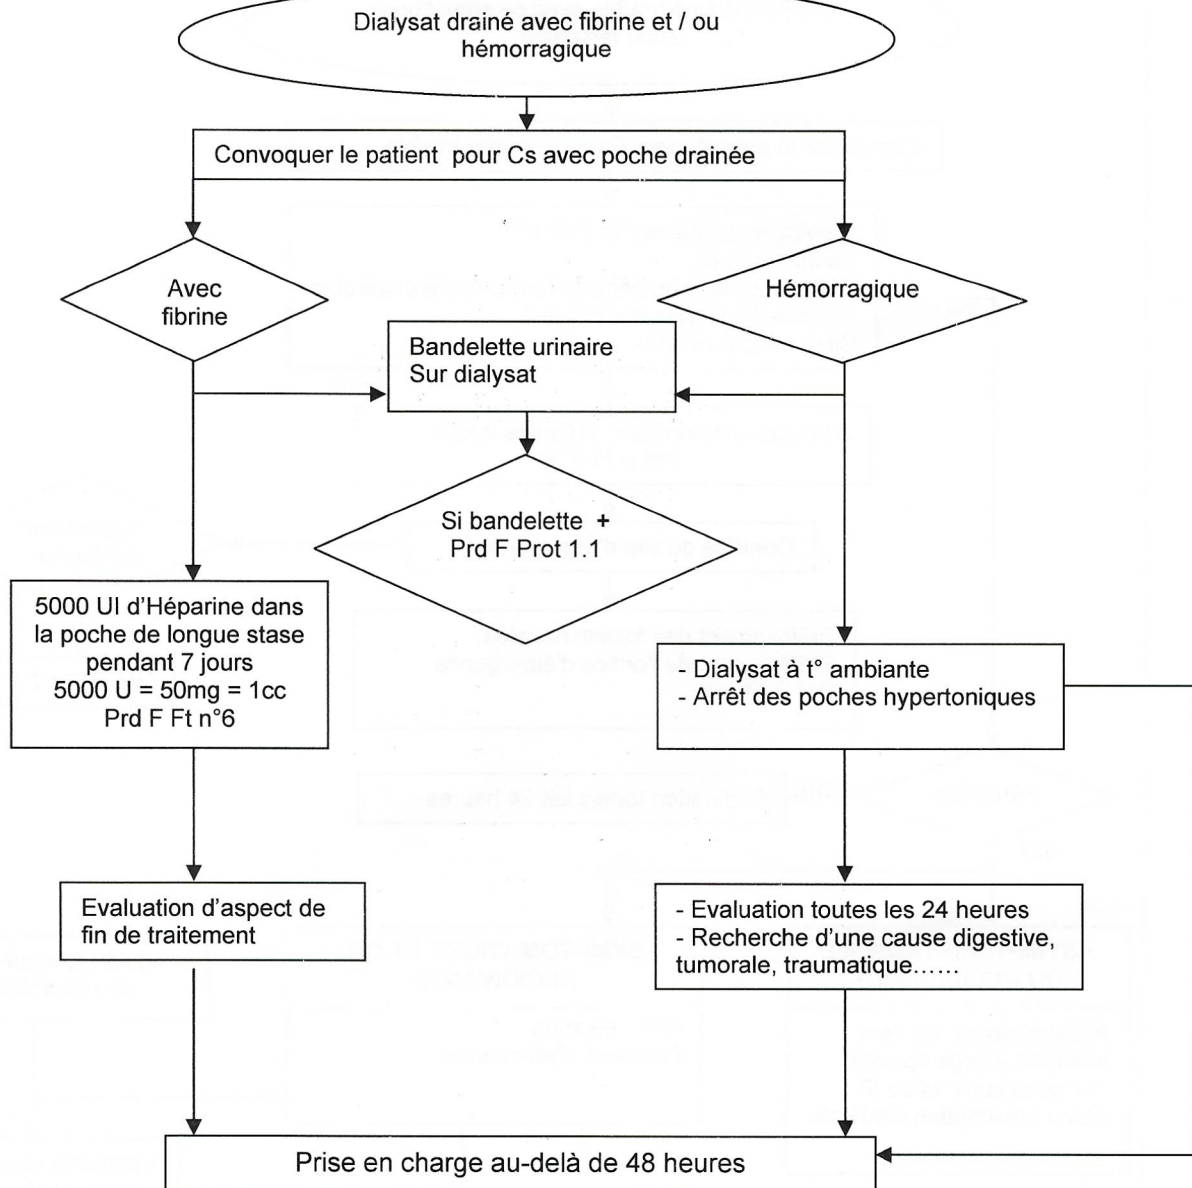 Dialysat drainé avec fibrine et / ou
hémorragique
Convoquer le patient pour Cs avec poche drainée
Avec
fibrine
Hémorragique
Bandelette urinaire
Sur dialysat
Si bandelette +
Prd F Prot 1.1
5000 UI d'Héparine dans
la poche de longue stase
pendant 7 jours
5000 U = 50mg = 1cc
Prd F Ft n°6
- Dialysat à t° ambiante
- Arrêt des poches hypertoniques
Evaluation d'aspect de
fin de traitement
- Evaluation toutes les 24 heures
- Recherche d'une cause digestive,
tumorale, traumatique……
Prise en charge au-delà de 48 heures